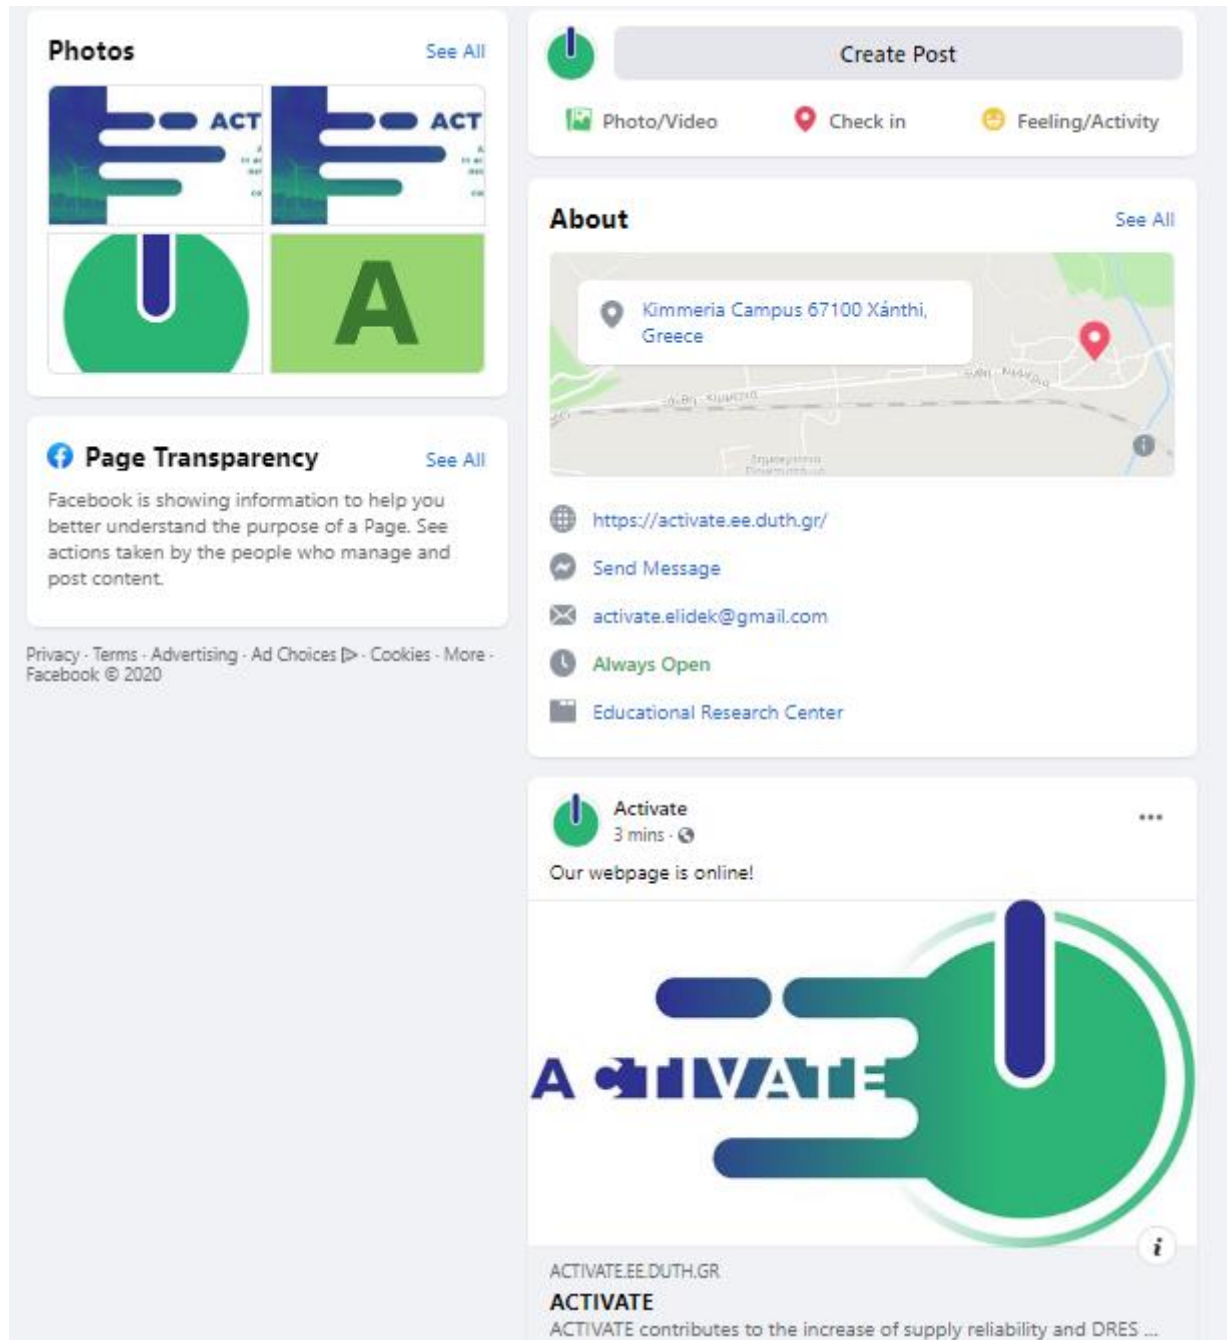 Photos
See All
ACT
ACT
A
Page Transparency
See All
Facebook is showing information to help you
better understand the purpose of a Page. See
actions taken by the people who manage and
post content.
Privacy · Terms · Advertising · Ad Choices · Cookies · More ·
Facebook © 2020
Create Post
Photo/Video
Check in
Feeling/Activity
About
See All
Kimmeria Campus 67100 Xánthi,
Greece
https://activate.ee.duth.gr/
Send Message
activate.elidek@gmail.com
Always Open
Educational Research Center
Activate
3 mins ·
Our webpage is online!
ACTIVATE
ACTIVATE.EE.DUTH.GR
ACTIVATE
ACTIVATE contributes to the increase of supply reliability and DRES ...